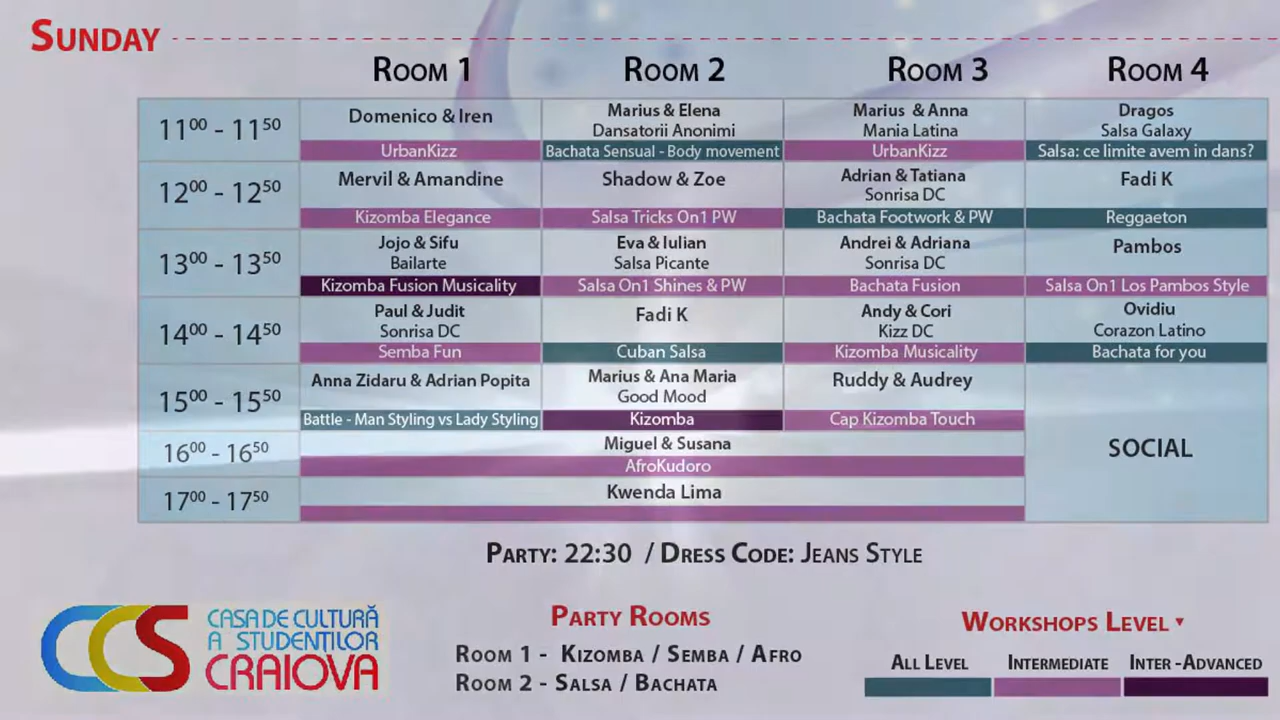 SUNDAY
ROOM 1 ROOM 2 ROOM 3 ROOM 4
11⁰⁰ - 11⁵⁰
Domenico & Iren
UrbanKizz
Marius & Elena
Dansatorii Anonimi
Bachata Sensual - Body movement
Marius & Anna
Mania Latina
UrbanKizz
Dragos
Salsa Galaxy
Salsa: ce limite avem in dans?
12⁰⁰ - 12⁵⁰
Mervil & Amandine
Kizomba Elegance
Shadow & Zoe
Salsa Tricks On1 PW
Adrian & Tatiana
Sonrisa DC
Bachata Footwork & PW
Fadi K
Reggaeton
13⁰⁰ - 13⁵⁰
Jojo & Sifu
Bailarte
Kizomba Fusion Musicality
Eva & Iulian
Salsa Picante
Salsa On1 Shines & PW
Andrei & Adriana
Sonrisa DC
Bachata Fusion
Pambos
Salsa On1 Los Pambos Style
14⁰⁰ - 14⁵⁰
Paul & Judit
Sonrisa DC
Semba Fun
Fadi K
Cuban Salsa
Andy & Cori
Kizz DC
Kizomba Musicality
Ovidiu
Corazon Latino
Bachata for you
15⁰⁰ - 15⁵⁰
Anna Zidaru & Adrian Popita
Battle - Man Styling vs Lady Styling
Marius & Ana Maria
Good Mood
Kizomba
Ruddy & Audrey
Cap Kizomba Touch
SOCIAL
16⁰⁰ - 16⁵⁰
Miguel & Susana
AfroKudoro
17⁰⁰ - 17⁵⁰
Kwenda Lima
PARTY: 22:30 / DRESS CODE: JEANS STYLE
CCS
CASA DE CULTURĂ
A STUDENȚILOR
CRAIOVA
PARTY ROOMS
ROOM 1 - KIZOMBA / SEMBA / AFRO
ROOM 2 - SALSA / BACHATA
WORKSHOPS LEVEL
ALL LEVEL INTERMEDIATE INTER -ADVANCED